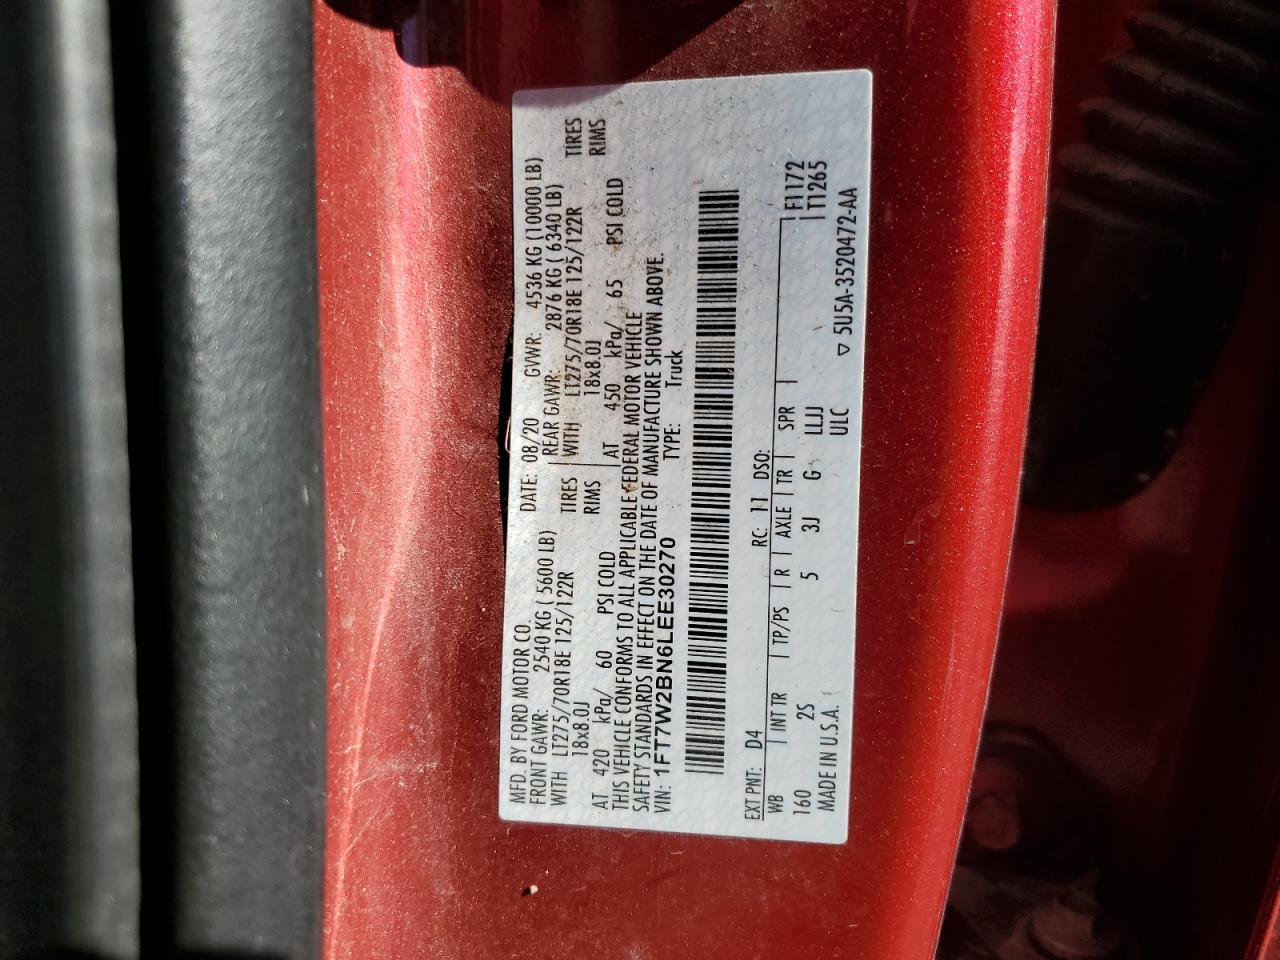 MFD. BY FORD MOTOR CO. DATE: 08/20 GVWR: 4536 KG (10000 LB)
FRONT GAWR: 2540 KG ( 5600 LB) REAR GAWR: 2876 KG ( 6340 LB)
WITH LT275/70R18E 125/122R TIRES WITH LT275/70R18E 125/122R TIRES
18x8.0J RIMS 18x8.0J RIMS
AT 420 kPa/ 60 PSI COLD AT 450 kPa/ 65 PSI COLD
THIS VEHICLE CONFORMS TO ALL APPLICABLE FEDERAL MOTOR VEHICLE
SAFETY STANDARDS IN EFFECT ON THE DATE OF MANUFACTURE SHOWN ABOVE.
VIN: 1FT7W2BN6LEE30270 TYPE: Truck
EXT PNT: D4 RC: 11 DSO:
WB INT TR TP/PS R AXLE TR SPR F1172
160 2S 5 3J G LLJJ T1265
MADE IN U.S.A. ULC ▽ 5U5A-3520472-AA